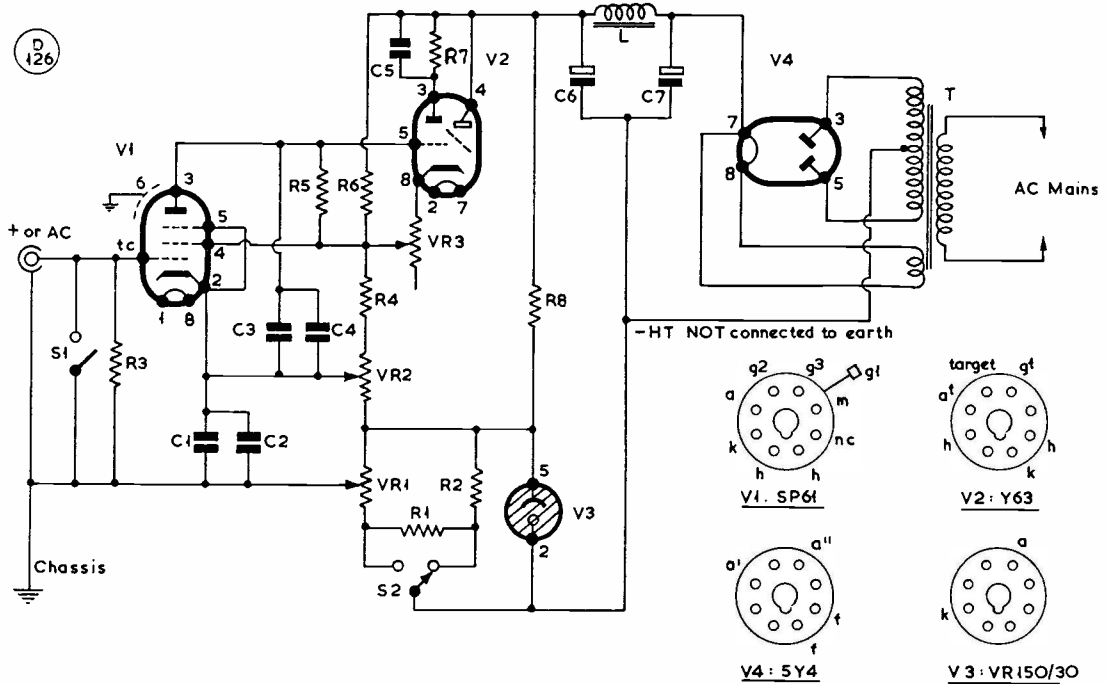 D
126
C5
R7
V2
3
4
L
C6
C7
V4
7
8
3
5
T
AC Mains
V1
6
3
5
4
2
tc
1
8
+ or AC
S1
R3
R5
R6
5
8
2
7
VR3
R4
C3
C4
VR2
R8
-HT NOT connected to earth
C1
C2
VR1
R2
R1
S2
5
2
V3
Chassis
g2
g3
g1
a
m
k
nc
h
h
V1. SP61
target
gt
at
h
h
k
V2: Y63
a'
a"
f
f
V4: 5Y4
a
k
V3: VR150/30